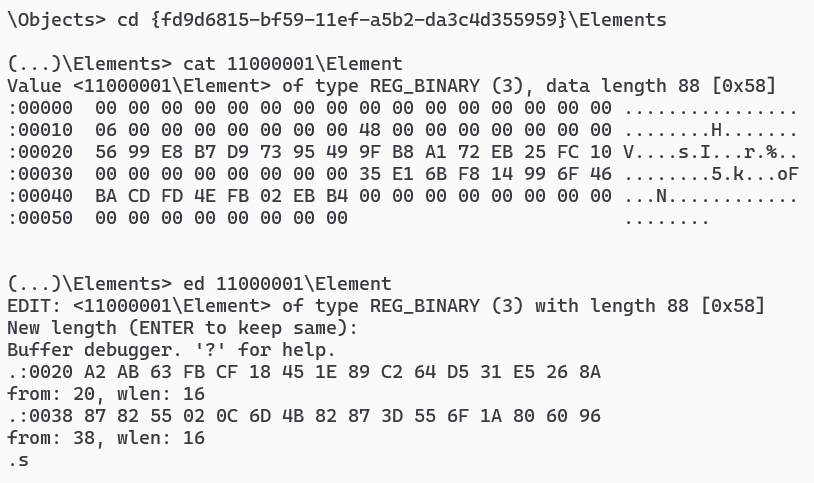 \Objects> cd {fd9d6815-bf59-11ef-a5b2-da3c4d355959}\Elements
(...)\Elements> cat 11000001\Element
Value <11000001\Element> of type REG_BINARY (3), data length 88 [0x58]
:00000  00 00 00 00 00 00 00 00 00 00 00 00 00 00 00 00 ................
:00010  06 00 00 00 00 00 00 00 48 00 00 00 00 00 00 00 ........H.......
:00020  56 99 E8 B7 D9 73 95 49 9F B8 A1 72 EB 25 FC 10 V....s.I...r.%..
:00030  00 00 00 00 00 00 00 00 35 E1 6B F8 14 99 6F 46 ........5.k...oF
:00040  BA CD FD 4E FB 02 EB B4 00 00 00 00 00 00 00 00 ...N............
:00050  00 00 00 00 00 00 00 00                         ........
(...)\Elements> ed 11000001\Element
EDIT: <11000001\Element> of type REG_BINARY (3) with length 88 [0x58]
New length (ENTER to keep same):
Buffer debugger. '?' for help.
.:0020 A2 AB 63 FB CF 18 45 1E 89 C2 64 D5 31 E5 26 8A
from: 20, wlen: 16
.:0038 87 82 55 02 0C 6D 4B 82 87 3D 55 6F 1A 80 60 96
from: 38, wlen: 16
.s